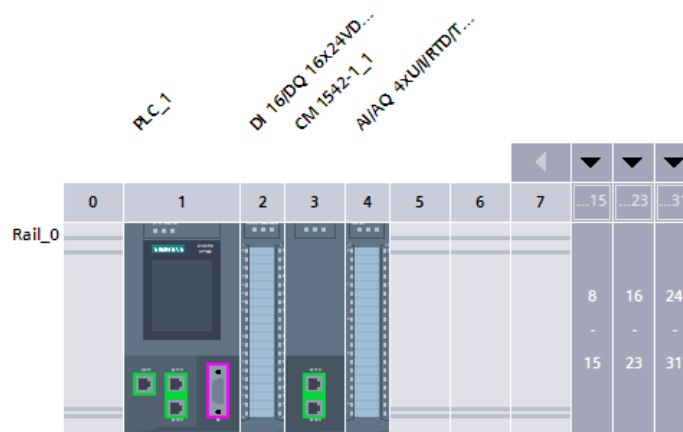 PLC_1
DI 16/DQ 16x24VD...
CM 1542-1_1
AI/AQ 4xU/I/RTD/T...
0 1 2 3 4 5 6 7 ...15 ...23 ...31
Rail_0
SIEMENS
8 16 24
- - -
15 23 31